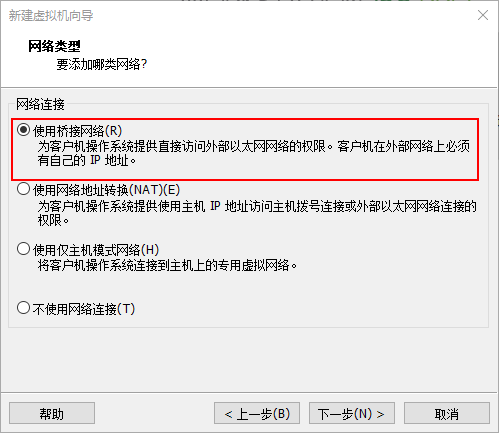 新建虚拟机向导
网络类型
要添加哪类网络?
网络连接
使用桥接网络(R)
为客户机操作系统提供直接访问外部以太网网络的权限。客户机在外部网络上必须
有自己的 IP 地址。
使用网络地址转换(NAT)(E)
为客户机操作系统提供使用主机 IP 地址访问主机拨号连接或外部以太网网络连接的
权限。
使用仅主机模式网络(H)
将客户机操作系统连接到主机上的专用虚拟网络。
不使用网络连接(T)
帮助
< 上一步(B)
下一步(N) >
取消